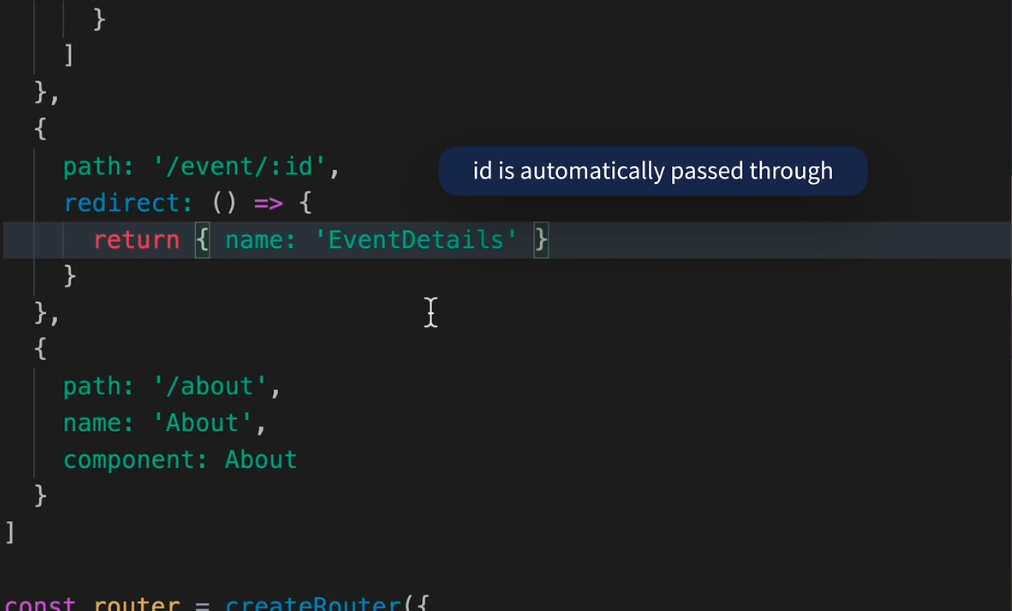 }
]
},
{
path: '/event/:id',
id is automatically passed through
redirect: () => {
return { name: 'EventDetails' }
}
},
{
path: '/about',
name: 'About',
component: About
}
]
const router = createRouter({